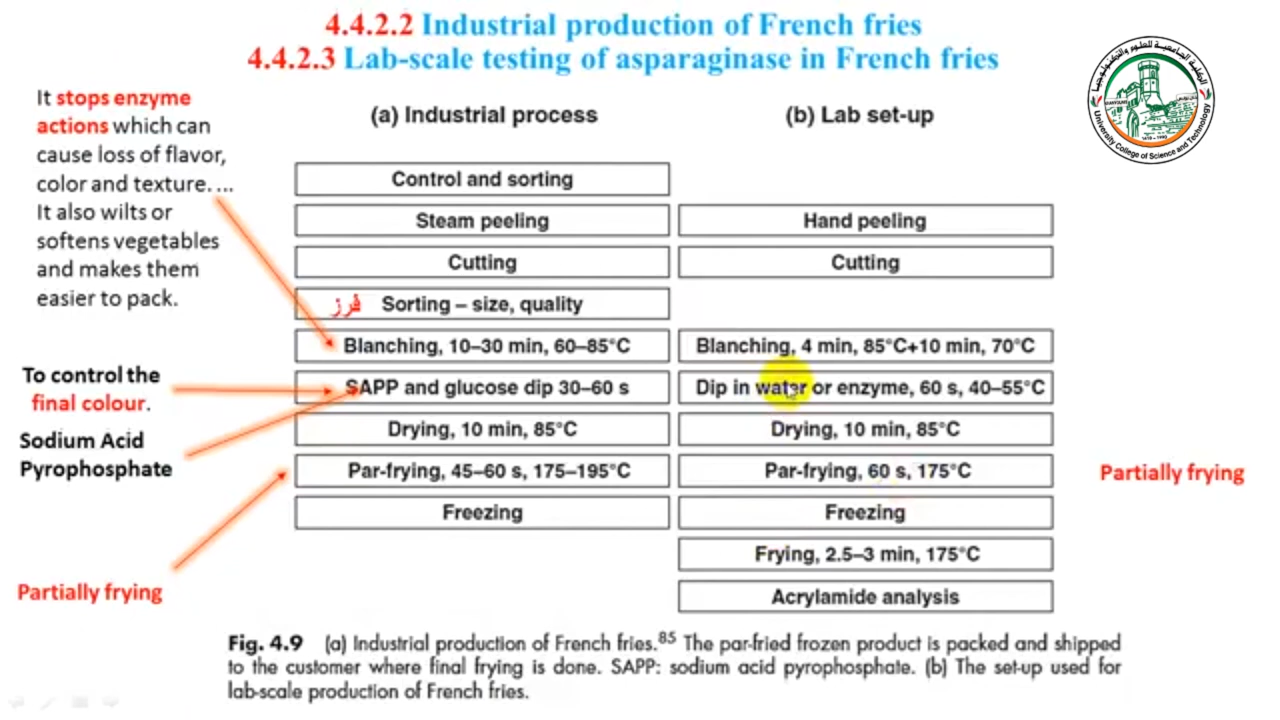 4.4.2.2 Industrial production of French fries
4.4.2.3 Lab-scale testing of asparaginase in French fries
It stops enzyme
actions which can
cause loss of flavor,
color and texture. ...
It also wilts or
softens vegetables
and makes them
easier to pack.
To control the
final colour.
Sodium Acid
Pyrophosphate
Partially frying
(a) Industrial process
Control and sorting
Steam peeling
Cutting
فرز Sorting – size, quality
Blanching, 10–30 min, 60–85°C
SAPP and glucose dip 30–60 s
Drying, 10 min, 85°C
Par-frying, 45–60 s, 175–195°C
Freezing
(b) Lab set-up
Hand peeling
Cutting
Blanching, 4 min, 85°C+10 min, 70°C
Dip in water or enzyme, 60 s, 40–55°C
Drying, 10 min, 85°C
Par-frying, 60 s, 175°C
Freezing
Frying, 2.5–3 min, 175°C
Acrylamide analysis
Partially frying
الكلية الجامعية للعلوم والتكنولوجيا
University College of Science and Technology
Fig. 4.9 (a) Industrial production of French fries.85 The par-fried frozen product is packed and shipped
to the customer where final frying is done. SAPP: sodium acid pyrophosphate. (b) The set-up used for
lab-scale production of French fries.